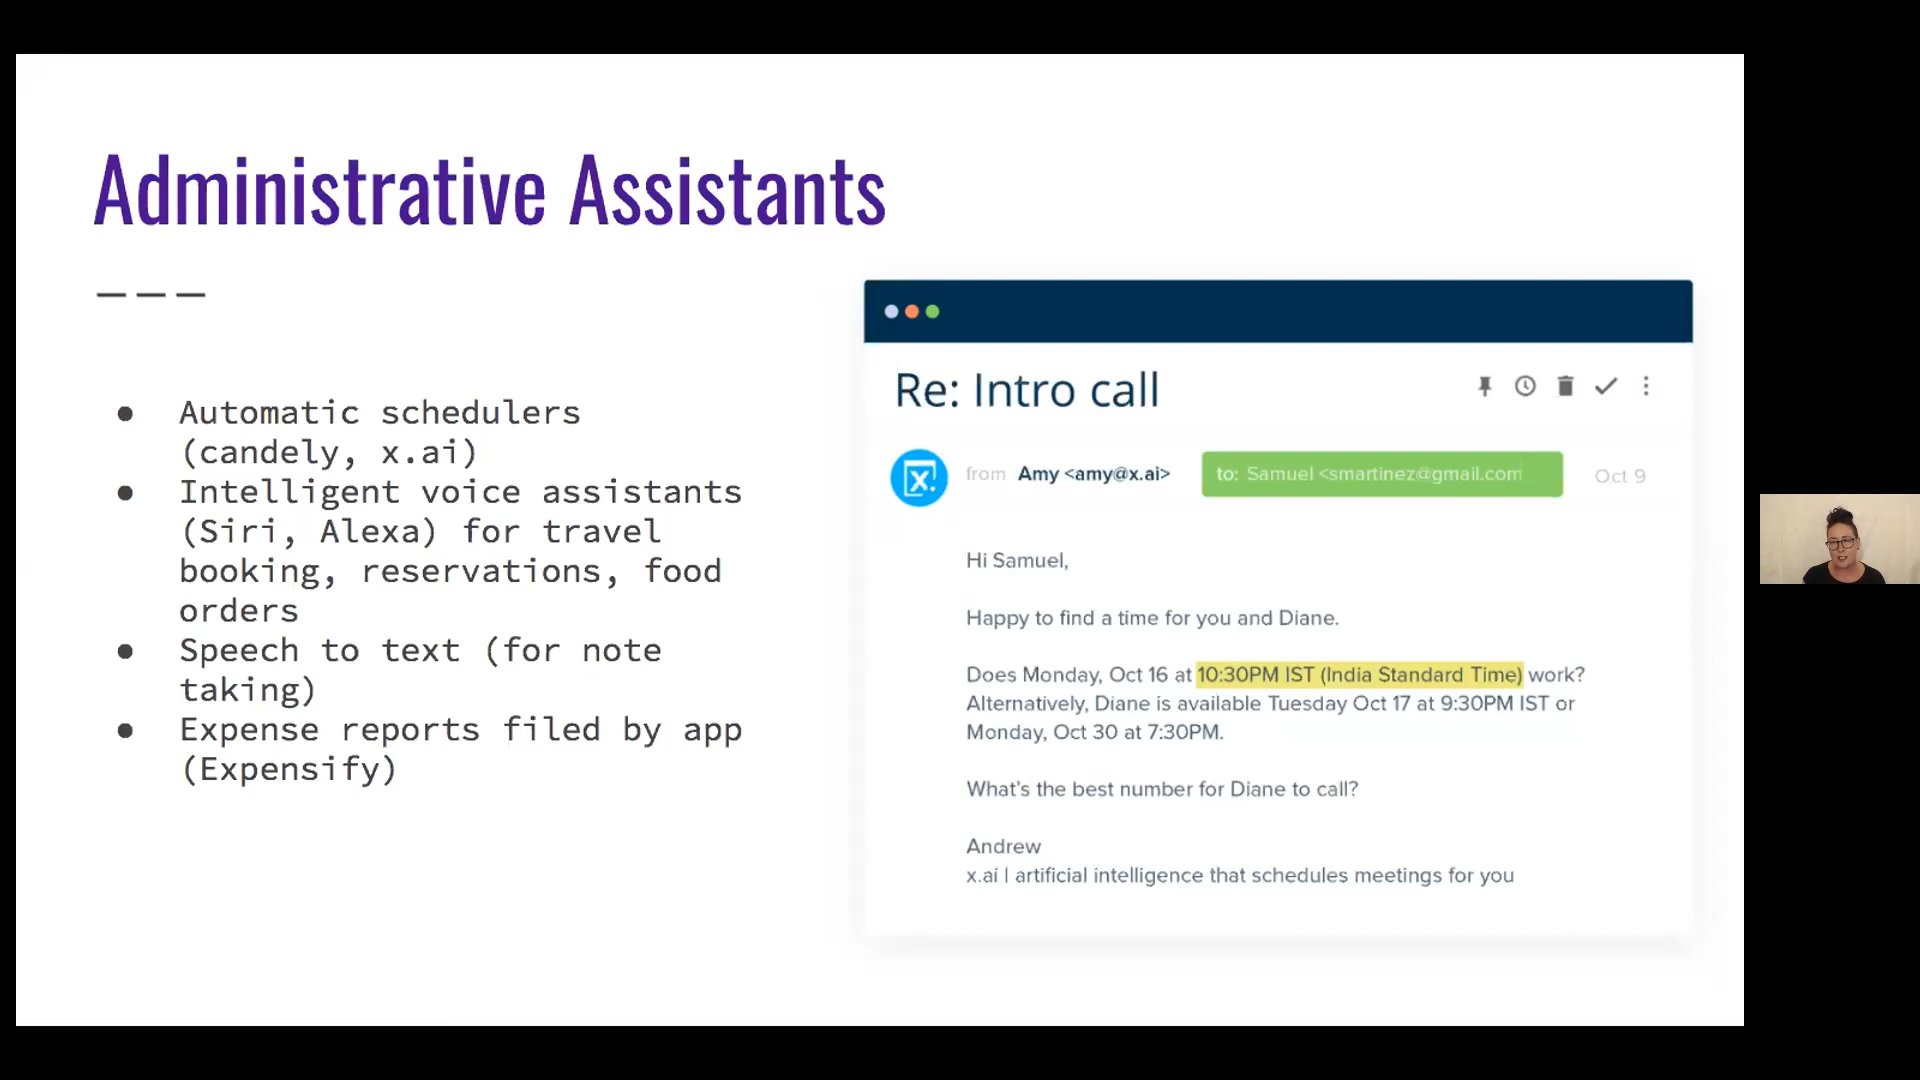 Administrative Assistants
Automatic schedulers
(candely, x.ai)
Intelligent voice assistants
(Siri, Alexa) for travel
booking, reservations, food
orders
Speech to text (for note
taking)
Expense reports filed by app
(Expensify)
Re: Intro call
from Amy <amy@x.ai> to: Samuel <smartinez@gmail.com Oct 9
Hi Samuel,
Happy to find a time for you and Diane.
Does Monday, Oct 16 at 10:30PM IST (India Standard Time) work?
Alternatively, Diane is available Tuesday Oct 17 at 9:30PM IST or
Monday, Oct 30 at 7:30PM.
What's the best number for Diane to call?
Andrew
x.ai | artificial intelligence that schedules meetings for you